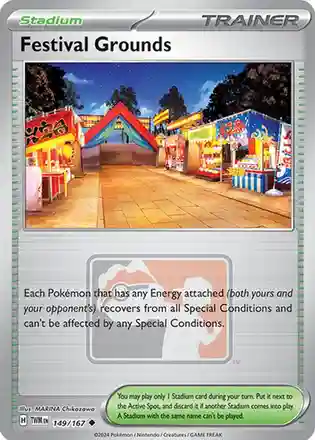 Stadium
TRAINER
Festival Grounds
Each Pokémon that has any Energy attached (both yours and
your opponent's) recovers from all Special Conditions and
can't be affected by any Special Conditions.
TM
Illus. MARINA Chikazawa
H TWM EN 149/167
You may play only 1 Stadium card during your turn. Put it next to
the Active Spot, and discard it if another Stadium comes into play.
A Stadium with the same name can't be played.
©2024 Pokémon / Nintendo / Creatures / GAME FREAK